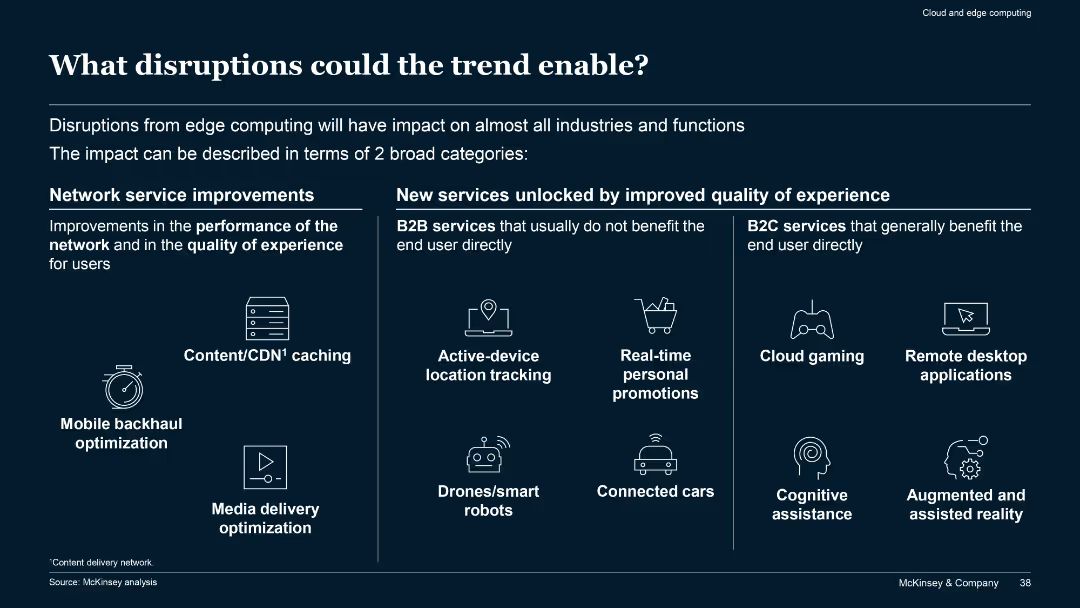 Cloud and edge computing
What disruptions could the trend enable?
Disruptions from edge computing will have impact on almost all industries and functions
The impact can be described in terms of 2 broad categories:
Network service improvements
Improvements in the performance of the
network and in the quality of experience
for users
Content/CDN¹ caching
Mobile backhaul
optimization
Media delivery
optimization
New services unlocked by improved quality of experience
B2B services that usually do not benefit the
end user directly
Active-device
location tracking
Real-time
personal
promotions
Drones/smart
robots
Connected cars
B2C services that generally benefit the
end user directly
Cloud gaming
Remote desktop
applications
Cognitive
assistance
Augmented and
assisted reality
¹Content delivery network.
Source: McKinsey analysis
McKinsey & Company 38